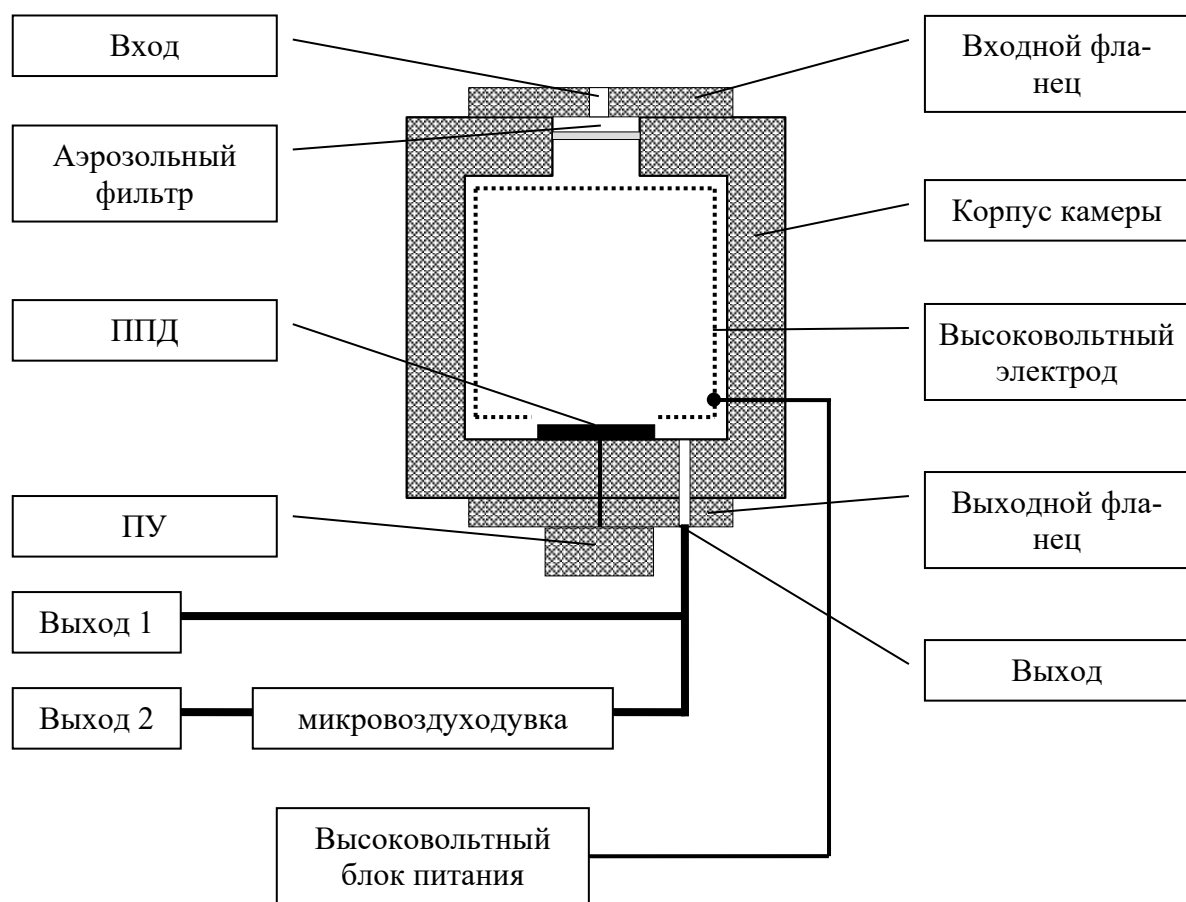 Вход
Входной фла-
нец
Аэрозольный
фильтр
Корпус камеры
ППД
Высоковольтный
электрод
ПУ
Выходной фла-
нец
Выход 1
Выход
Выход 2
микровоздуходувка
Высоковольтный
блок питания